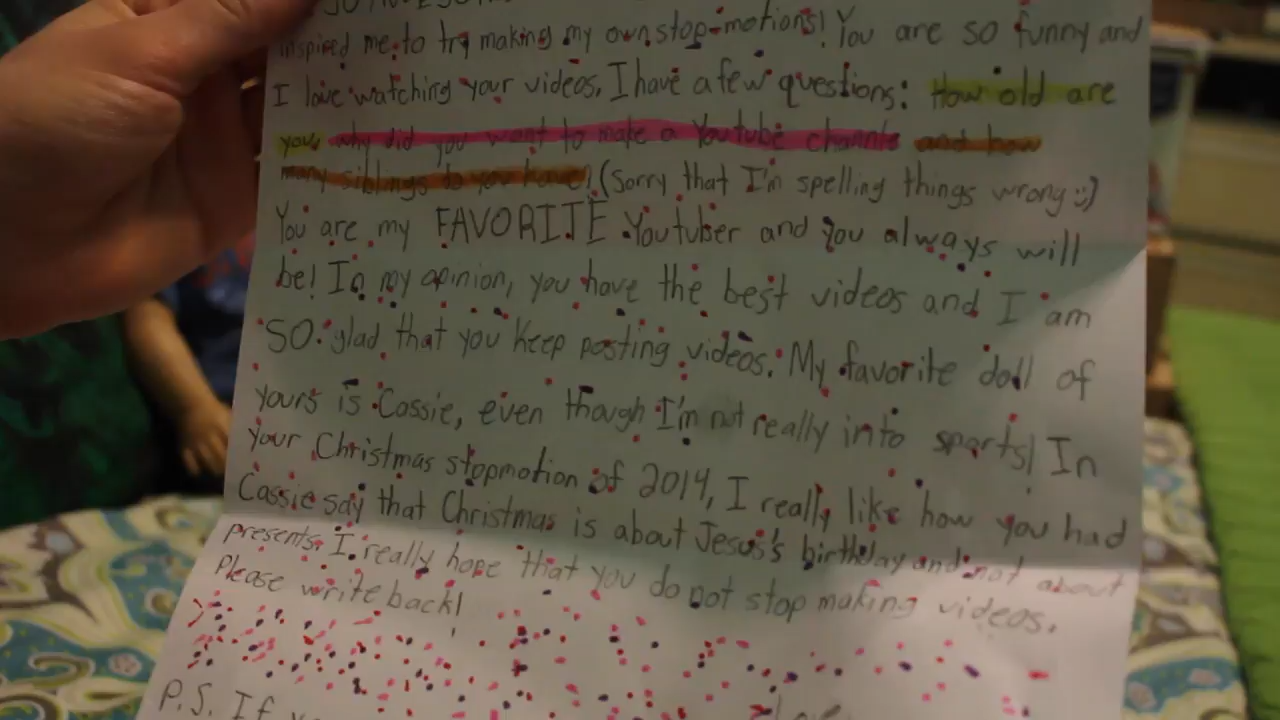 inspired me to try making my own stop-motions! You are so funny and
I love watching your videos. I have a few questions: How old are
you, why did you want to make a Youtube channle and how
many siblings do you have! (Sorry that I'm spelling things wrong :)
You are my FAVORITE Youtuber and you always will
be! In my opinion, you have the best videos and I am
SO glad that you keep posting videos. My favorite doll of
yours is Cassie, even though I'm not really into sports! In
your Christmas stopmotion of 2014, I really like how you had
Cassie say that Christmas is about Jesus's birthday and not about
presents. I really hope that you do not stop making videos.
Please write back!
P.S. If